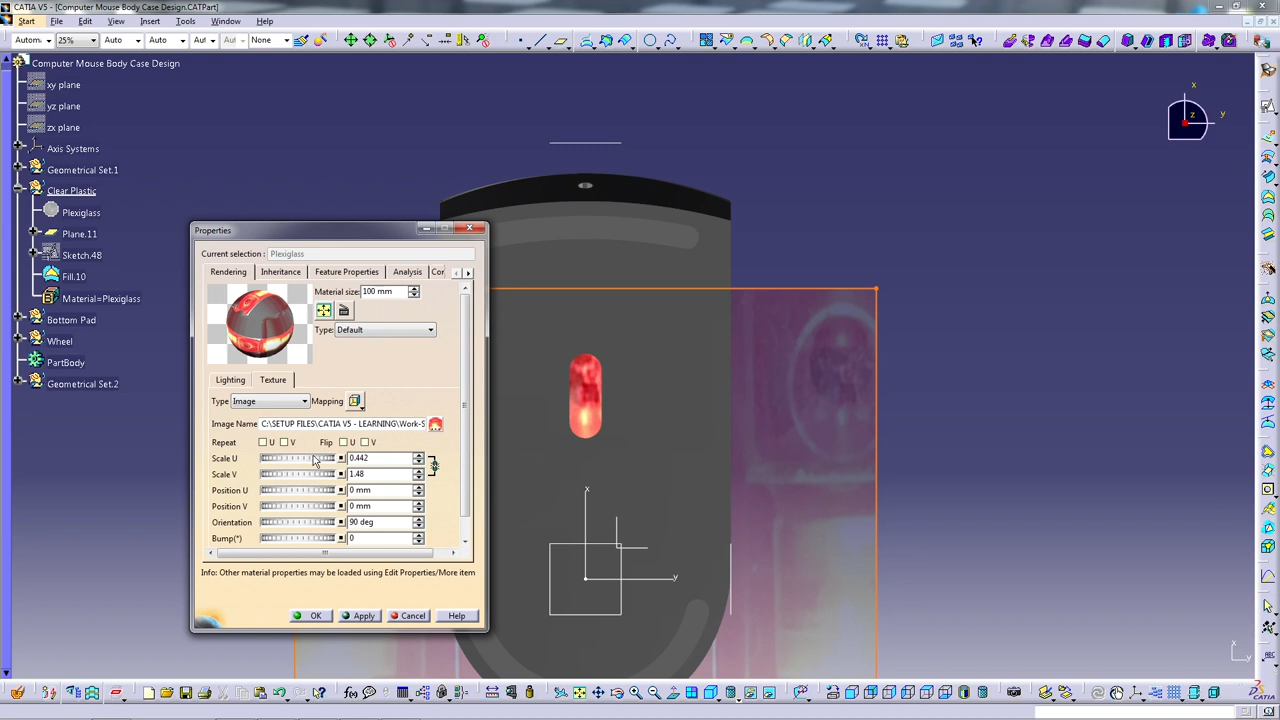 CATIA V5 - [Computer Mouse Body Case Design.CATPart]
Start File Edit View Insert Tools Window Help
Autom 25% Auto Auto Aut Aut None
Computer Mouse Body Case Design
xy plane
yz plane
zx plane
Axis Systems
Geometrical Set.1
Clear Plastic
Plexiglass
Plane.11
Sketch.48
Fill.10
Material=Plexiglass
Bottom Pad
Wheel
PartBody
Geometrical Set.2
Properties
Current selection : Plexiglass
Rendering Inheritance Feature Properties Analysis Cor
Material size: 100 mm
Type: Default
Lighting Texture
Type Image Mapping
Image Name C:\SETUP FILES\CATIA V5 - LEARNING\Work-S
Repeat U V Flip U V
Scale U 0.442
Scale V 1.48
Position U 0 mm
Position V 0 mm
Orientation 90 deg
Bump(*) 0
Info: Other material properties may be loaded using Edit Properties/More item
OK Apply Cancel Help
x
y
x
z y
x
y
f(x)
ABC
CATIA